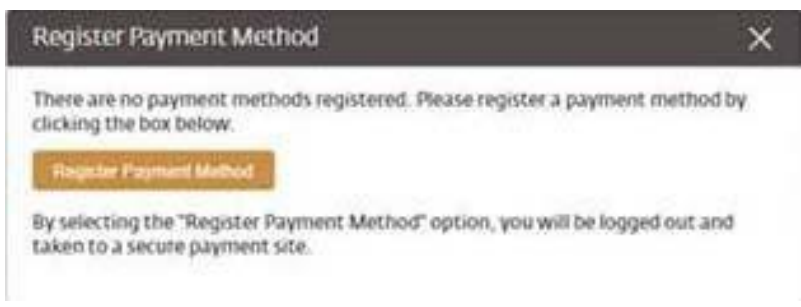 Register Payment Method
There are no payment methods registered. Please register a payment method by
clicking the box below.
Register Payment Method
By selecting the "Register Payment Method" option, you will be logged out and
taken to a secure payment site.